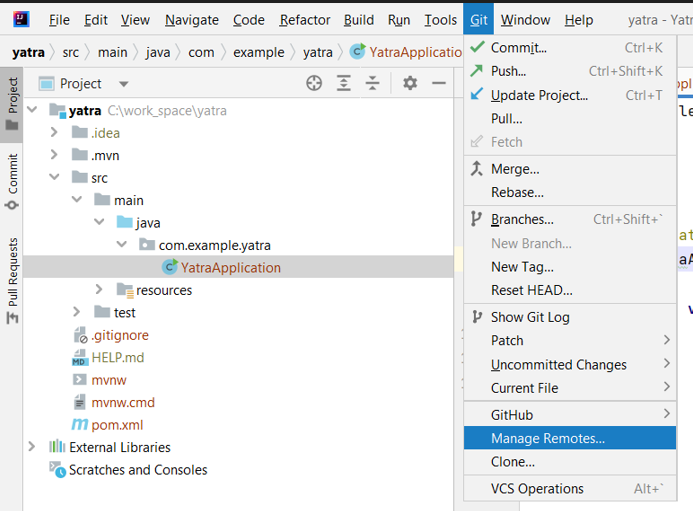 File Edit View Navigate Code Refactor Build Run Tools Git Window Help yatra - Yat
yatra src main java com example yatra YatraApplicatio
Project
Commit
Pull Requests
Project
yatra C:\work_space\yatra
.idea
.mvn
src
main
java
com.example.yatra
YatraApplication
resources
test
.gitignore
HELP.md
mvnw
mvnw.cmd
pom.xml
External Libraries
Scratches and Consoles
Commit... Ctrl+K
Push... Ctrl+Shift+K
Update Project... Ctrl+T
Pull...
Fetch
Merge...
Rebase...
Branches... Ctrl+Shift+`
New Branch...
New Tag...
Reset HEAD...
Show Git Log
Patch
Uncommitted Changes
Current File
GitHub
Manage Remotes...
Clone...
VCS Operations Alt+`